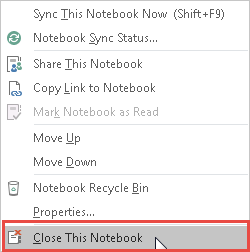 Sync This Notebook Now (Shift+F9)
Notebook Sync Status...
Share This Notebook
Copy Link to Notebook
Mark Notebook as Read
Move Up
Move Down
Notebook Recycle Bin
Properties...
Close This Notebook